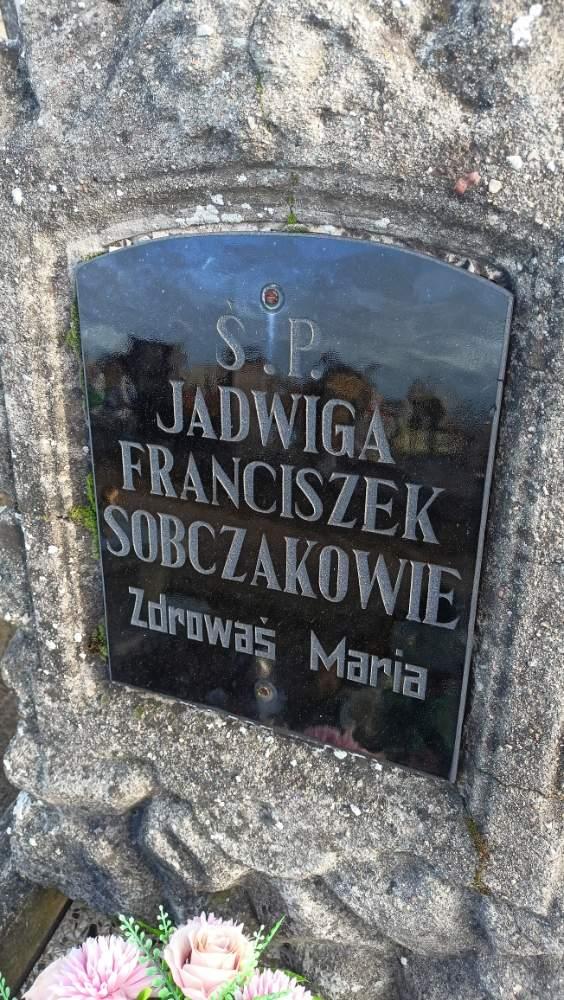 Ś.P.
JADWIGA
FRANCISZEK
SOBCZAKOWIE
Zdrowaś Maria